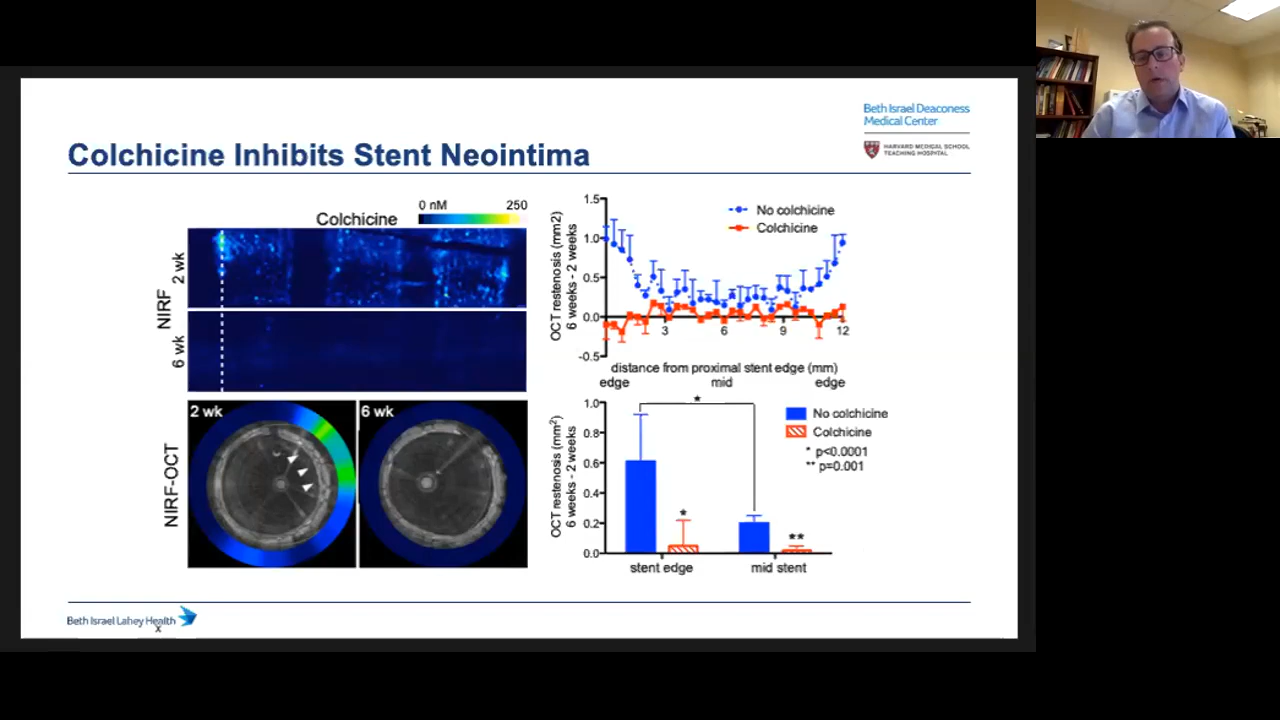 Beth Israel Deaconess
Medical Center
HARVARD MEDICAL SCHOOL
TEACHING HOSPITAL
Colchicine Inhibits Stent Neointima
0 nM 250
Colchicine
NIRF
2 wk
6 wk
NIRF-OCT
2 wk
6 wk
OCT restenosis (mm2)
6 weeks - 2 weeks
1.5
1.0
0.5
0.0
-0.5
No colchicine
Colchicine
3 6 9 12
distance from proximal stent edge (mm)
edge mid edge
OCT restenosis (mm²)
6 weeks - 2 weeks
1.0
0.8
0.6
0.4
0.2
0.0
*
*
**
No colchicine
Colchicine
* p<0.0001
** p=0.001
stent edge mid stent
Beth Israel Lahey Health
x